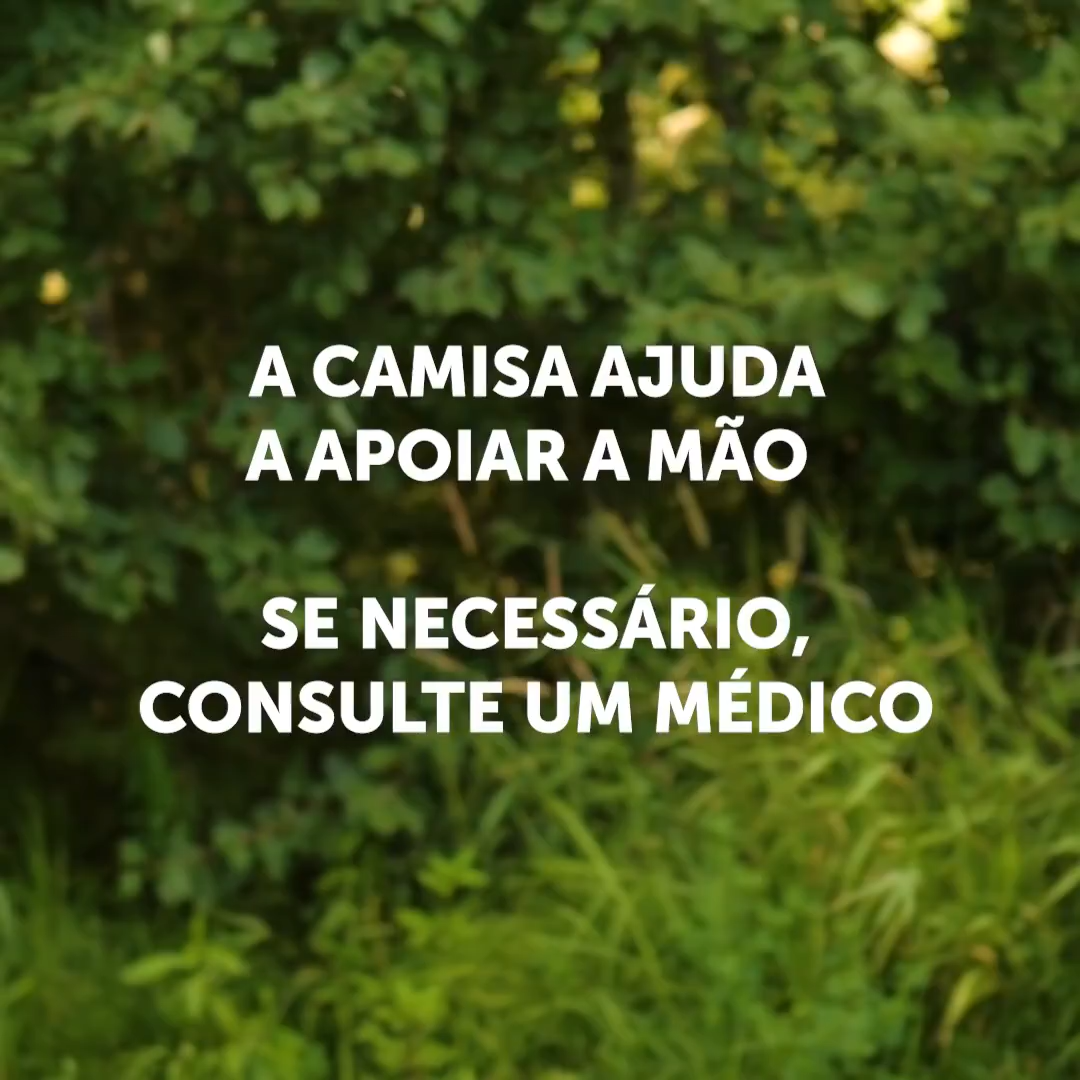 A CAMISA AJUDA
A APOIAR A MÃO
SE NECESSÁRIO,
CONSULTE UM MÉDICO